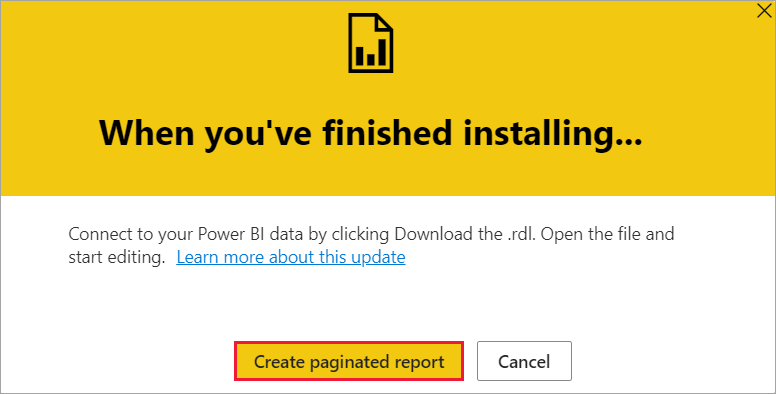 When you've finished installing...
Connect to your Power BI data by clicking Download the .rdl. Open the file and
start editing. Learn more about this update
Create paginated report
Cancel